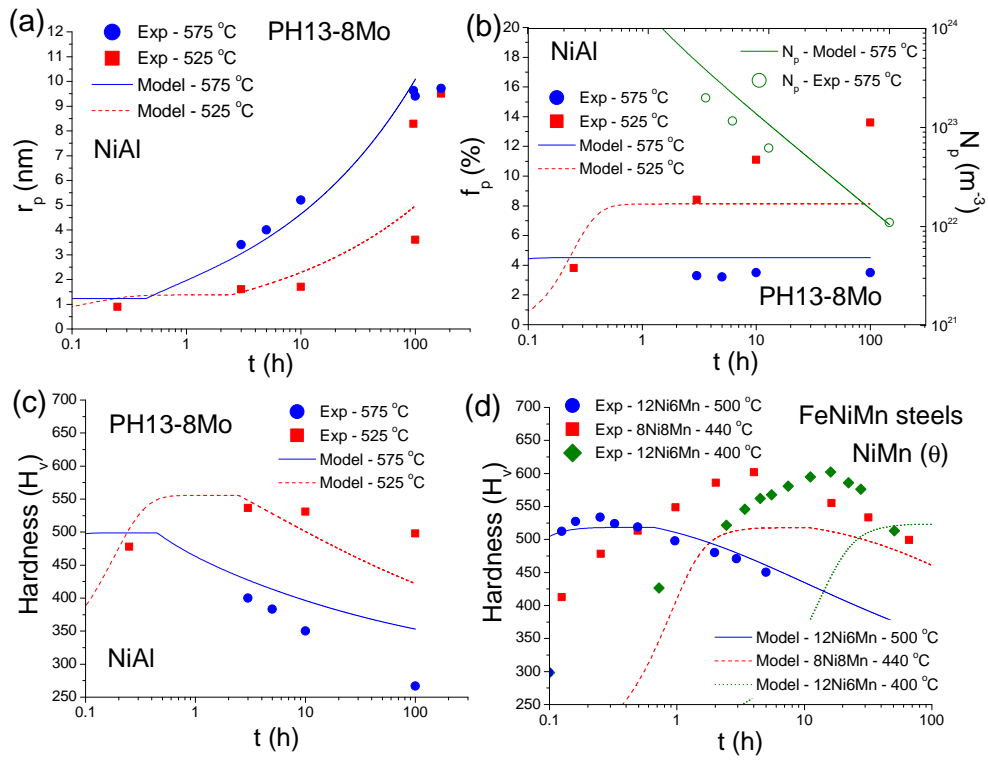 (a)
PH13-8Mo
Exp - 575 °C
Exp - 525 °C
Model - 575 °C
Model - 525 °C
NiAl
r_p (nm)
12
11
10
9
8
7
6
5
4
3
2
1
0
0.1 1 10 100
t (h)
(b)
NiAl
N_p - Model - 575 °C
N_p - Exp - 575 °C
Exp - 575 °C
Exp - 525 °C
Model - 575 °C
Model - 525 °C
PH13-8Mo
f_p (%)
20
18
16
14
12
10
8
6
4
2
0
10^24
10^23
10^22
10^21
N_p (m^-3)
0.1 1 10 100
t (h)
(c)
PH13-8Mo
Exp - 575 °C
Exp - 525 °C
Model - 575 °C
Model - 525 °C
NiAl
Hardness (H_v)
700
650
600
550
500
450
400
350
300
250
0.1 1 10 100
t (h)
(d)
Exp - 12Ni6Mn - 500 °C
Exp - 8Ni8Mn - 440 °C
Exp - 12Ni6Mn - 400 °C
FeNiMn steels
NiMn (θ)
Model - 12Ni6Mn - 500 °C
Model - 8Ni8Mn - 440 °C
Model - 12Ni6Mn - 400 °C
Hardness (H_v)
700
650
600
550
500
450
400
350
300
250
0.1 1 10 100
t (h)